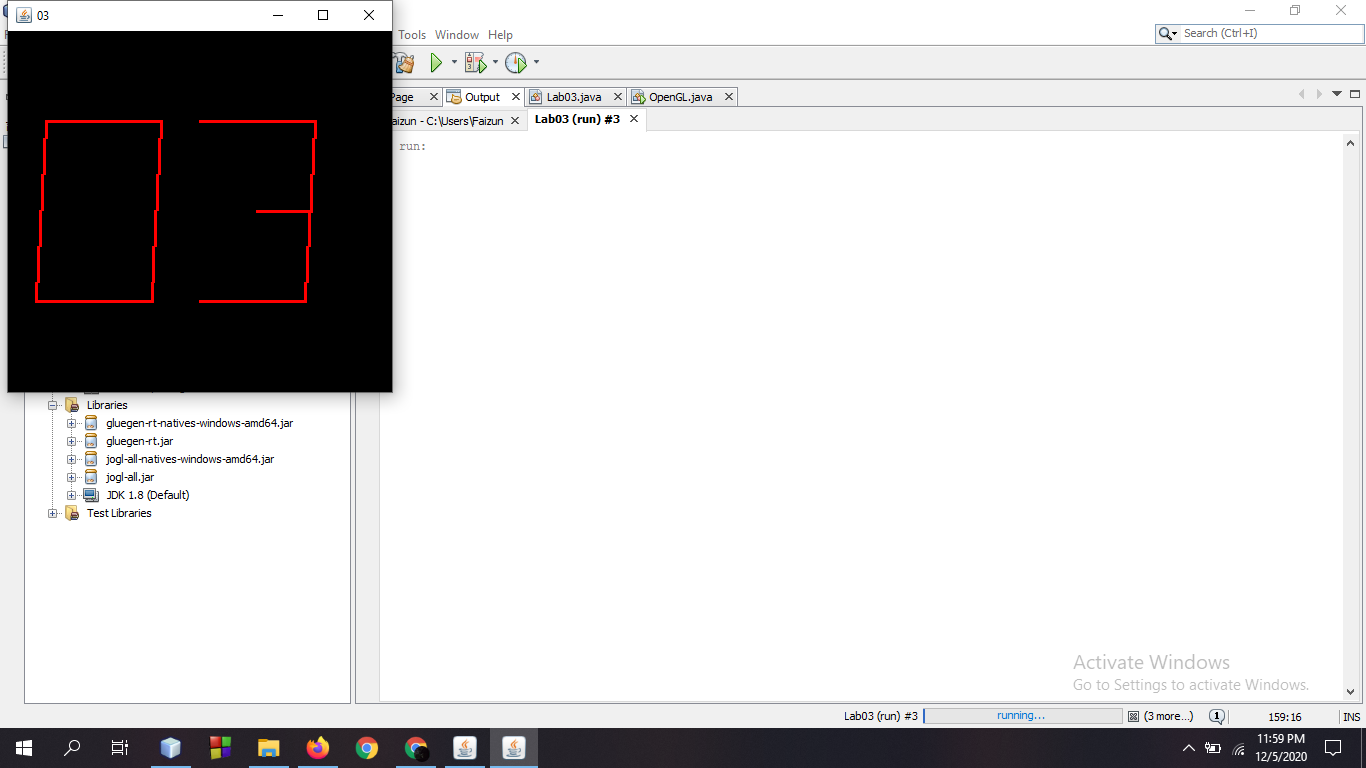 03
Tools Window Help
Search (Ctrl+I)
Page Output Lab03.java OpenGL.java
aizun - C:\Users\Faizun Lab03 (run) #3
run:
03
Libraries
gluegen-rt-natives-windows-amd64.jar
gluegen-rt.jar
jogl-all-natives-windows-amd64.jar
jogl-all.jar
JDK 1.8 (Default)
Test Libraries
Activate Windows
Go to Settings to activate Windows.
Lab03 (run) #3 running... (3 more...) 1 159:16 INS
11:59 PM
12/5/2020